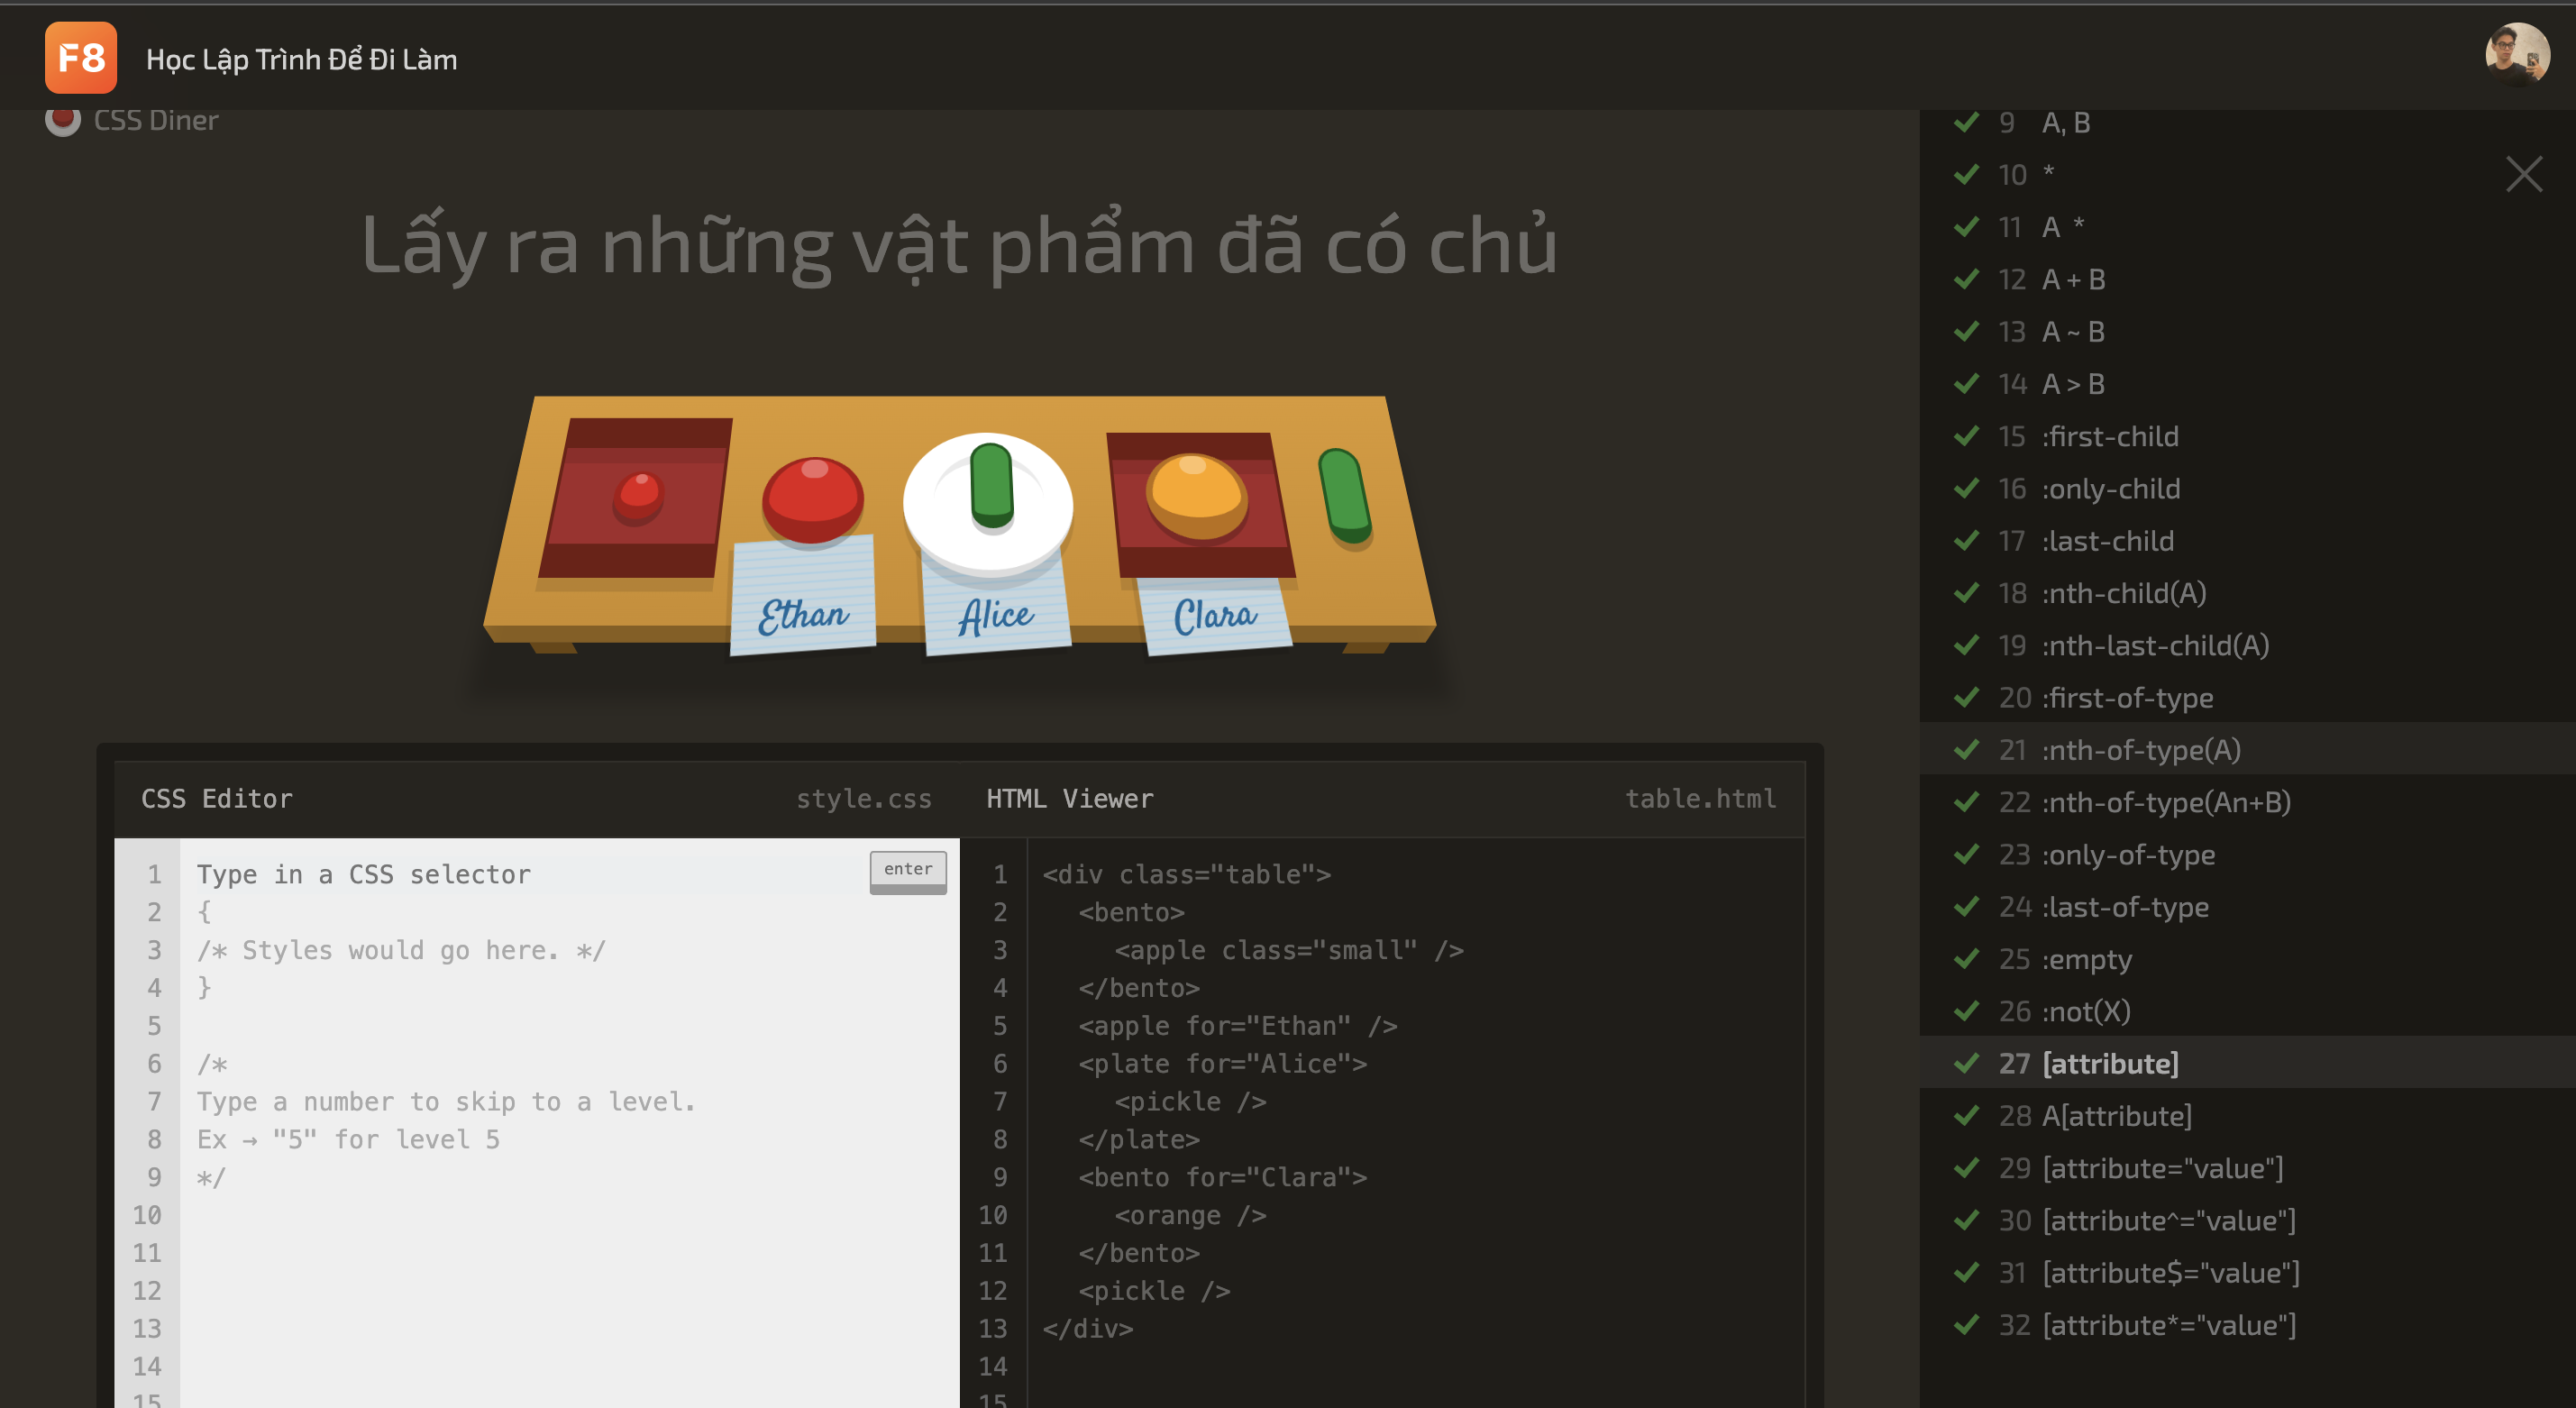 F8 Học Lập Trình Để Đi Làm
CSS Diner
Lấy ra những vật phẩm đã có chủ
Ethan
Alice
Clara
CSS Editor style.css
1 Type in a CSS selector enter
2 {
3 /* Styles would go here. */
4 }
5
6 /*
7 Type a number to skip to a level.
8 Ex → "5" for level 5
9 */
10
11
12
13
14
15
HTML Viewer table.html
1 <div class="table">
2 <bento>
3 <apple class="small" />
4 </bento>
5 <apple for="Ethan" />
6 <plate for="Alice">
7 <pickle />
8 </plate>
9 <bento for="Clara">
10 <orange />
11 </bento>
12 <pickle />
13 </div>
14
15
9 A, B
10 *
11 A *
12 A + B
13 A ~ B
14 A > B
15 :first-child
16 :only-child
17 :last-child
18 :nth-child(A)
19 :nth-last-child(A)
20 :first-of-type
21 :nth-of-type(A)
22 :nth-of-type(An+B)
23 :only-of-type
24 :last-of-type
25 :empty
26 :not(X)
27 [attribute]
28 A[attribute]
29 [attribute="value"]
30 [attribute^="value"]
31 [attribute$="value"]
32 [attribute*="value"]